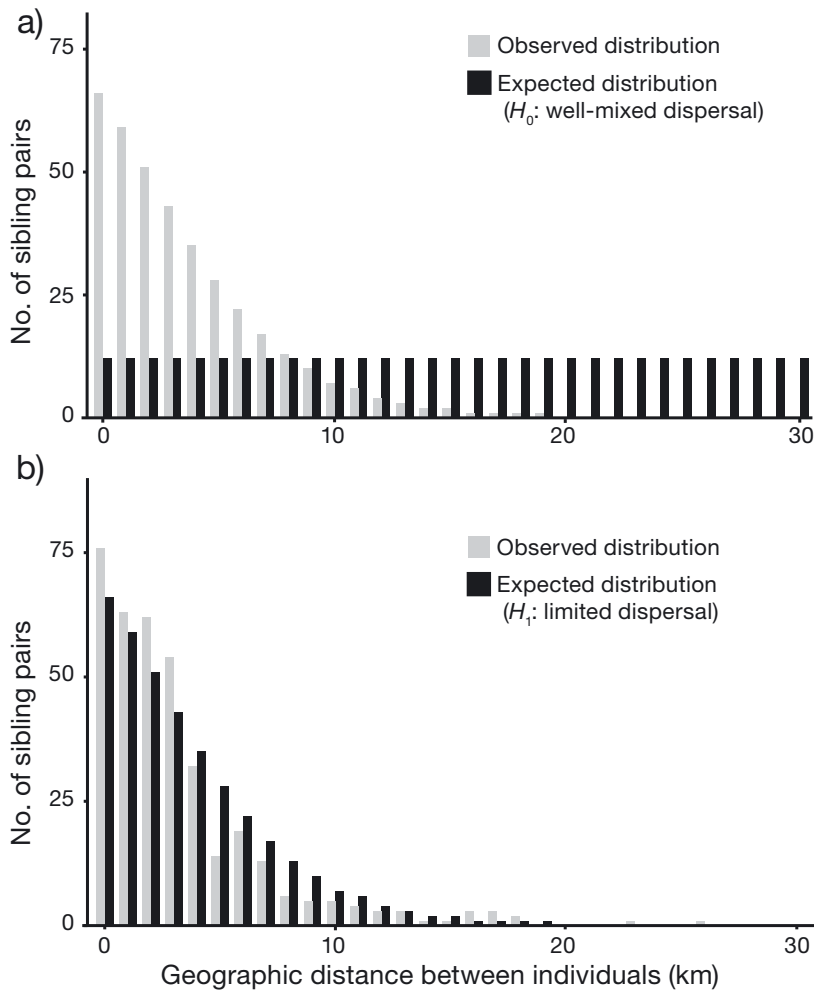 a)
75
50
25
0
No. of sibling pairs
Observed distribution
Expected distribution
(H0: well-mixed dispersal)
0 10 20 30
b)
75
50
25
0
No. of sibling pairs
Observed distribution
Expected distribution
(H1: limited dispersal)
0 10 20 30
Geographic distance between individuals (km)